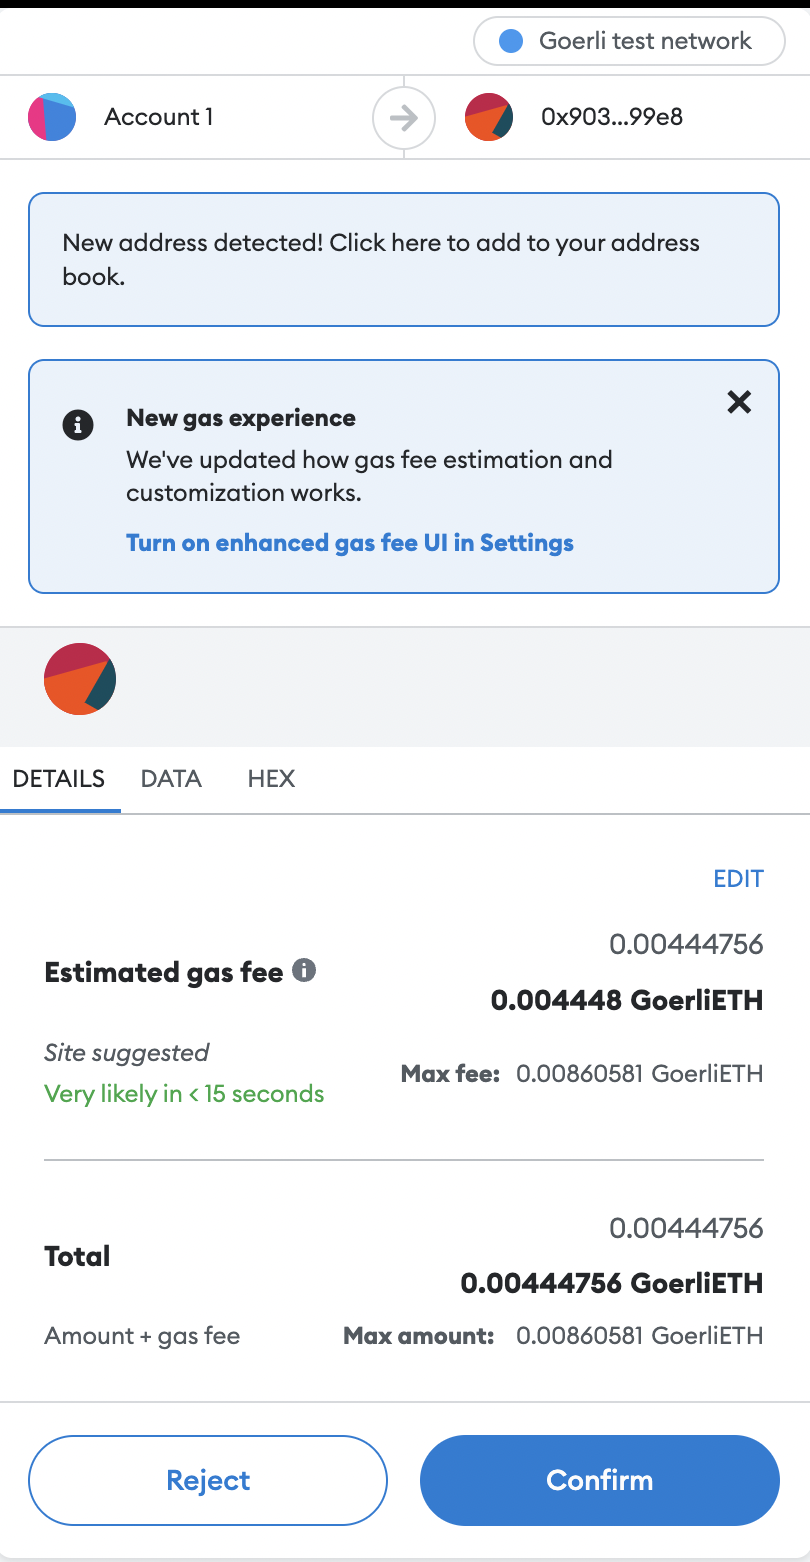 Goerli test network
Account 1
0x903...99e8
New address detected! Click here to add to your address
book.
New gas experience
We've updated how gas fee estimation and
customization works.
Turn on enhanced gas fee UI in Settings
DETAILS
DATA
HEX
EDIT
Estimated gas fee
0.00444756
0.004448 GoerliETH
Site suggested
Very likely in < 15 seconds
Max fee: 0.00860581 GoerliETH
Total
0.00444756
0.00444756 GoerliETH
Amount + gas fee
Max amount: 0.00860581 GoerliETH
Reject
Confirm